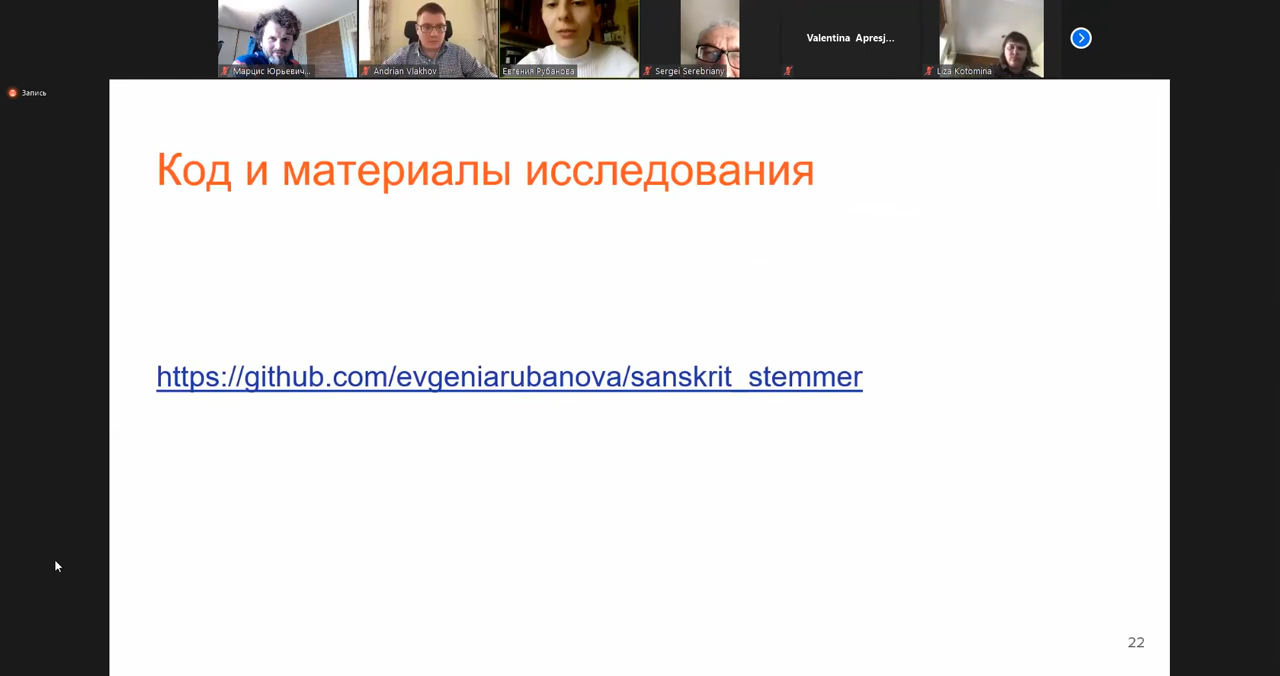 Марцис Юрьевич...
Andrian Vlakhov
Евгения Рубанова
Sergei Serebriany
Valentina Apresj...
Liza Kotomina
Запись
Код и материалы исследования
https://github.com/evgeniarubanova/sanskrit_stemmer
22